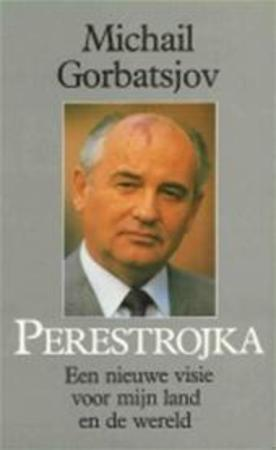 Michail
Gorbatsjov
PERESTROJKA
Een nieuwe visie
voor mijn land
en de wereld